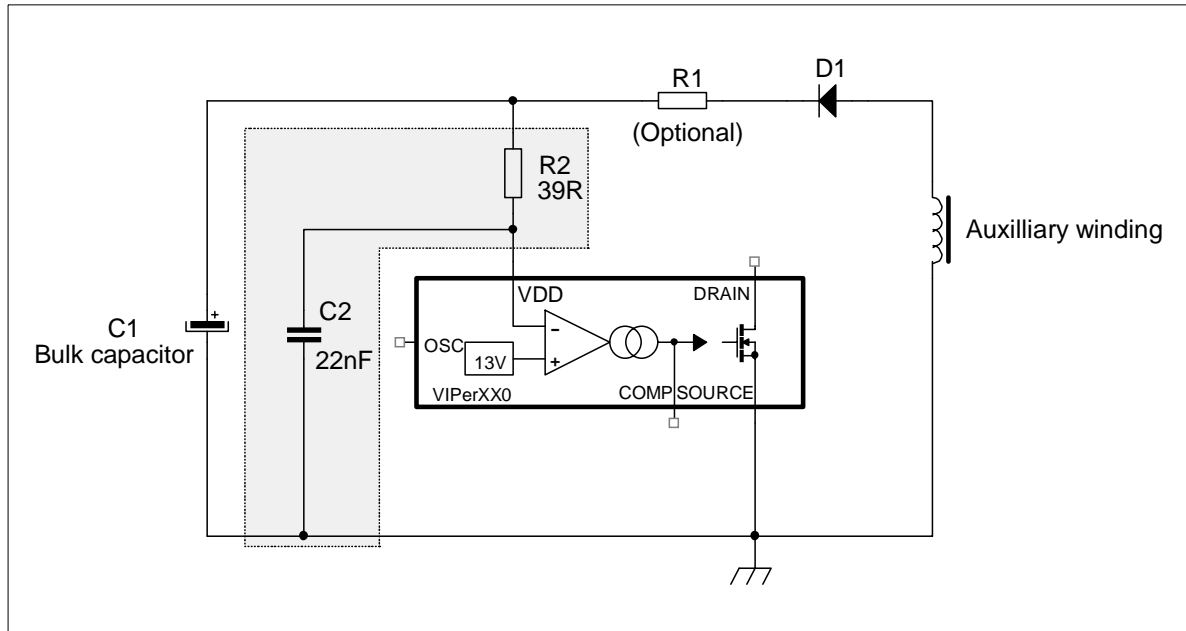 D1
R1
(Optional)
R2
39R
Auxilliary winding
VDD
DRAIN
C1
Bulk capacitor
+
C2
22nF
OSC
13V
−
+
VIPerXX0
COMP
SOURCE